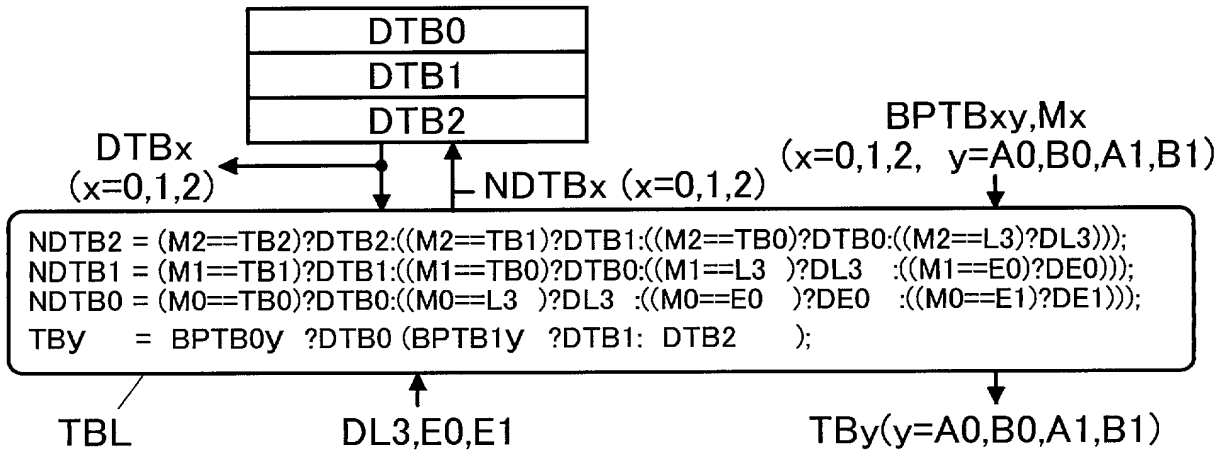 DTB0
DTB1
DTB2
DTBx
(x=0,1,2)
NDTBx (x=0,1,2)
BPTBxy,Mx
(x=0,1,2, y=A0,B0,A1,B1)
NDTB2 = (M2==TB2)?DTB2:((M2==TB1)?DTB1:((M2==TB0)?DTB0:((M2==L3)?DL3)));
NDTB1 = (M1==TB1)?DTB1:((M1==TB0)?DTB0:((M1==L3 )?DL3 :((M1==E0)?DE0)));
NDTB0 = (M0==TB0)?DTB0:((M0==L3 )?DL3 :((M0==E0 )?DE0 :((M0==E1)?DE1)));
TBy = BPTB0y ?DTB0 (BPTB1y ?DTB1: DTB2 );
TBL
DL3,E0,E1
TBy(y=A0,B0,A1,B1)